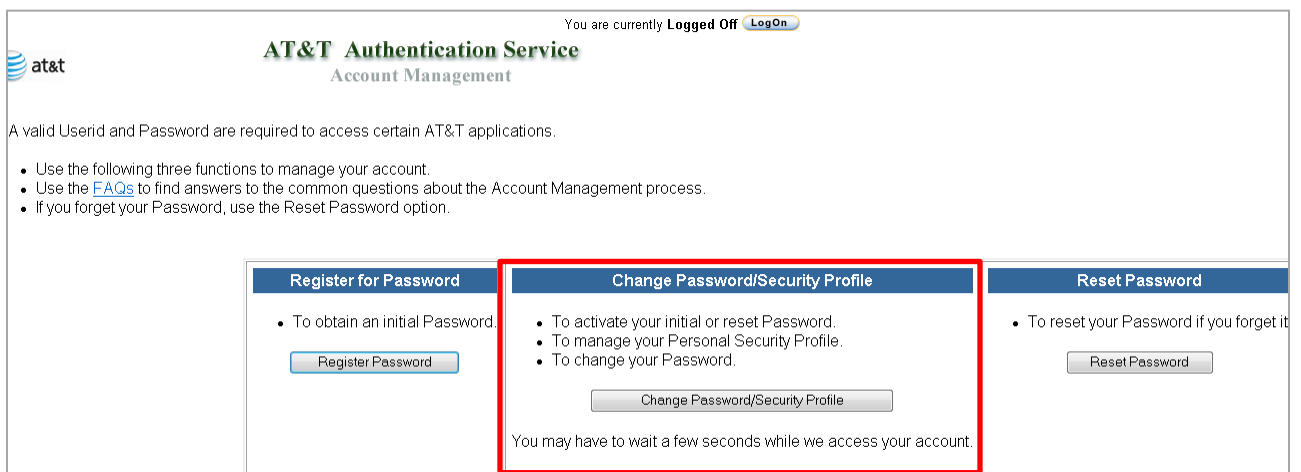 You are currently Logged Off LogOn
at&t
AT&T Authentication Service
Account Management
A valid Userid and Password are required to access certain AT&T applications.
• Use the following three functions to manage your account.
• Use the FAQs to find answers to the common questions about the Account Management process.
• If you forget your Password, use the Reset Password option.
Register for Password
• To obtain an initial Password.
Register Password
Change Password/Security Profile
• To activate your initial or reset Password.
• To manage your Personal Security Profile.
• To change your Password.
Change Password/Security Profile
You may have to wait a few seconds while we access your account.
Reset Password
• To reset your Password if you forget it
Reset Password